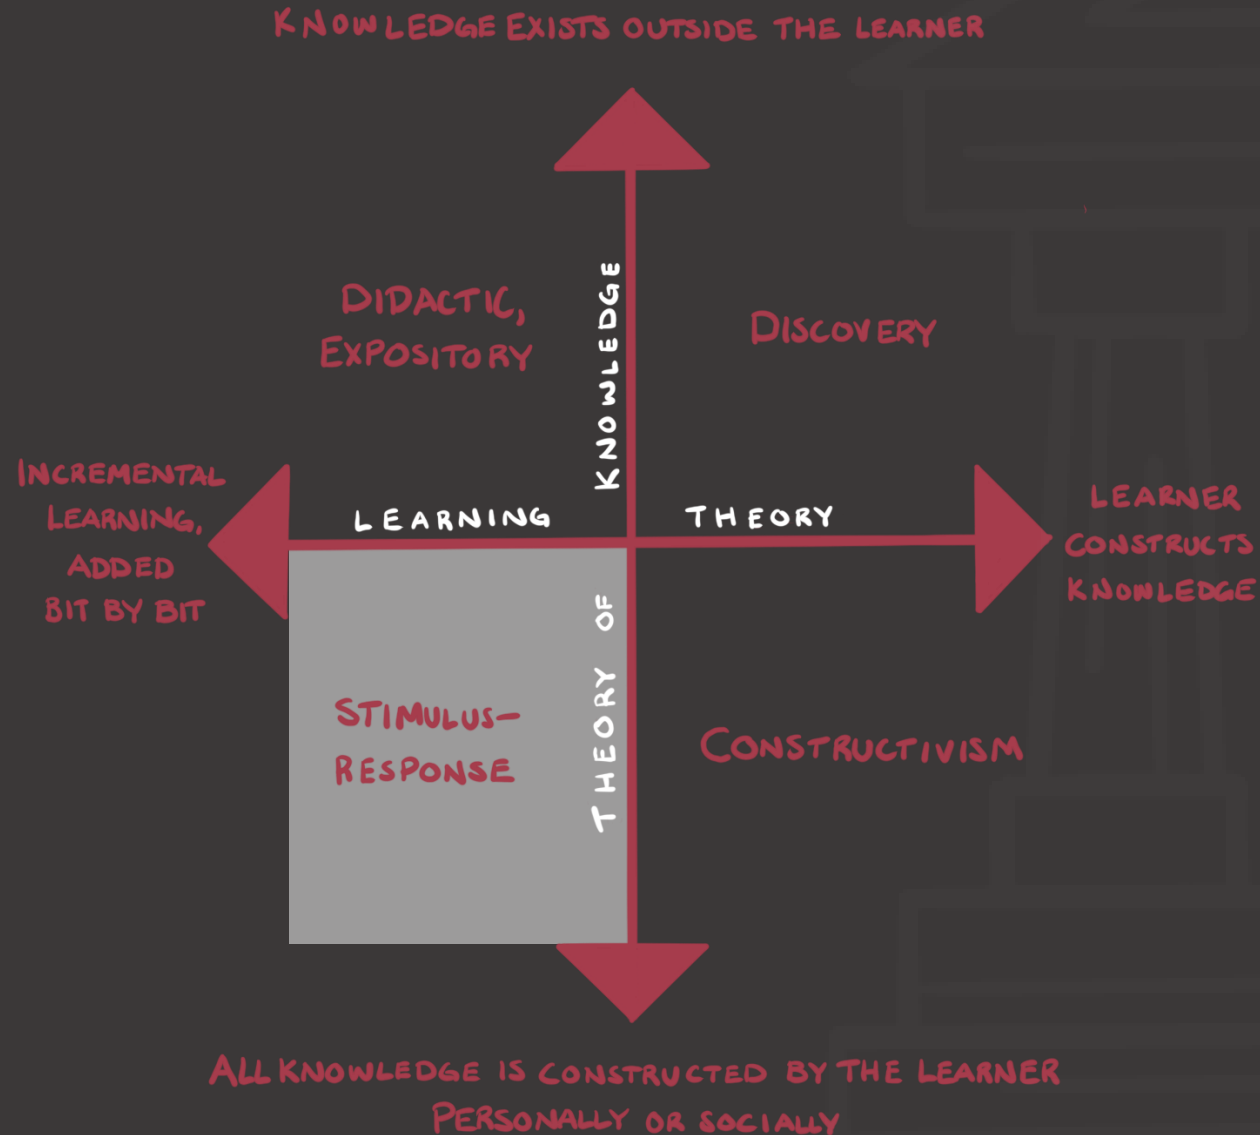 KNOWLEDGE EXISTS OUTSIDE THE LEARNER
DIDACTIC,
EXPOSITORY
DISCOVERY
THEORY OF KNOWLEDGE
INCREMENTAL
LEARNING,
ADDED
BIT BY BIT
LEARNING THEORY
LEARNER
CONSTRUCTS
KNOWLEDGE
STIMULUS-
RESPONSE
CONSTRUCTIVISM
ALL KNOWLEDGE IS CONSTRUCTED BY THE LEARNER
PERSONALLY OR SOCIALLY